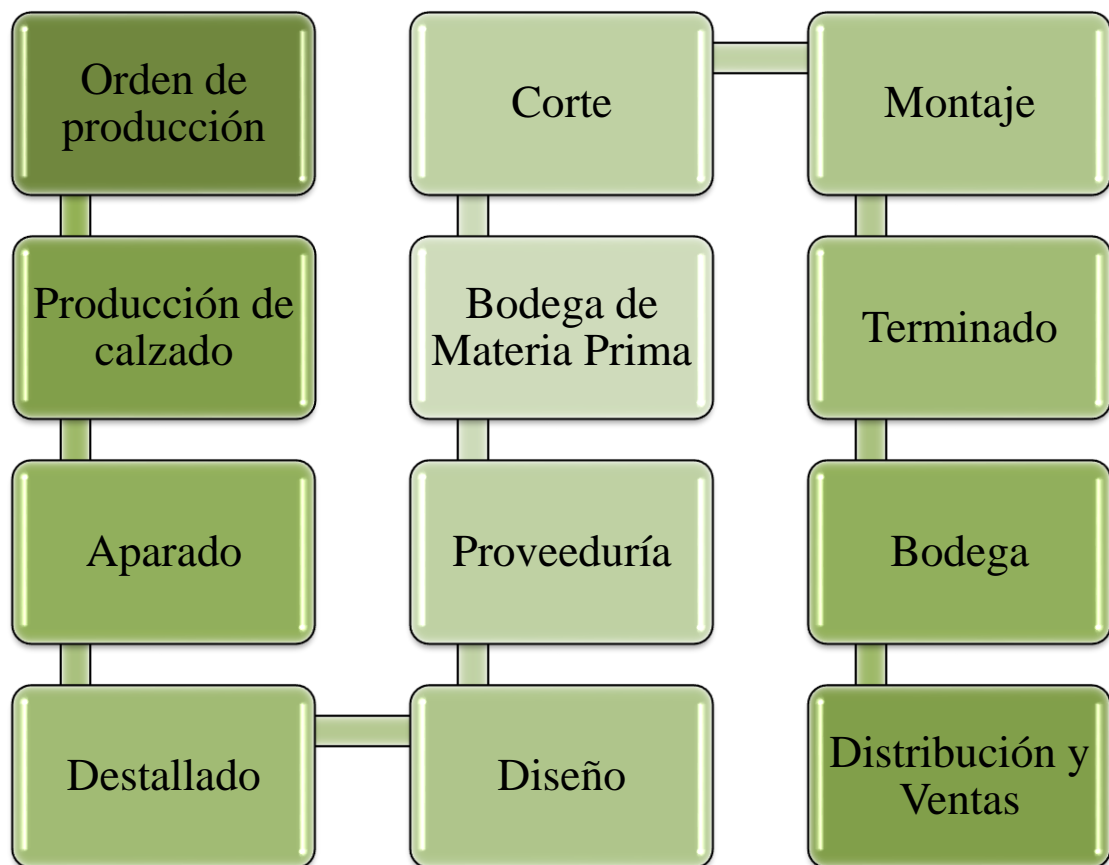 Orden de
producción
Producción de
calzado
Aparado
Destallado
Diseño
Proveeduría
Bodega de
Materia Prima
Corte
Montaje
Terminado
Bodega
Distribución y
Ventas